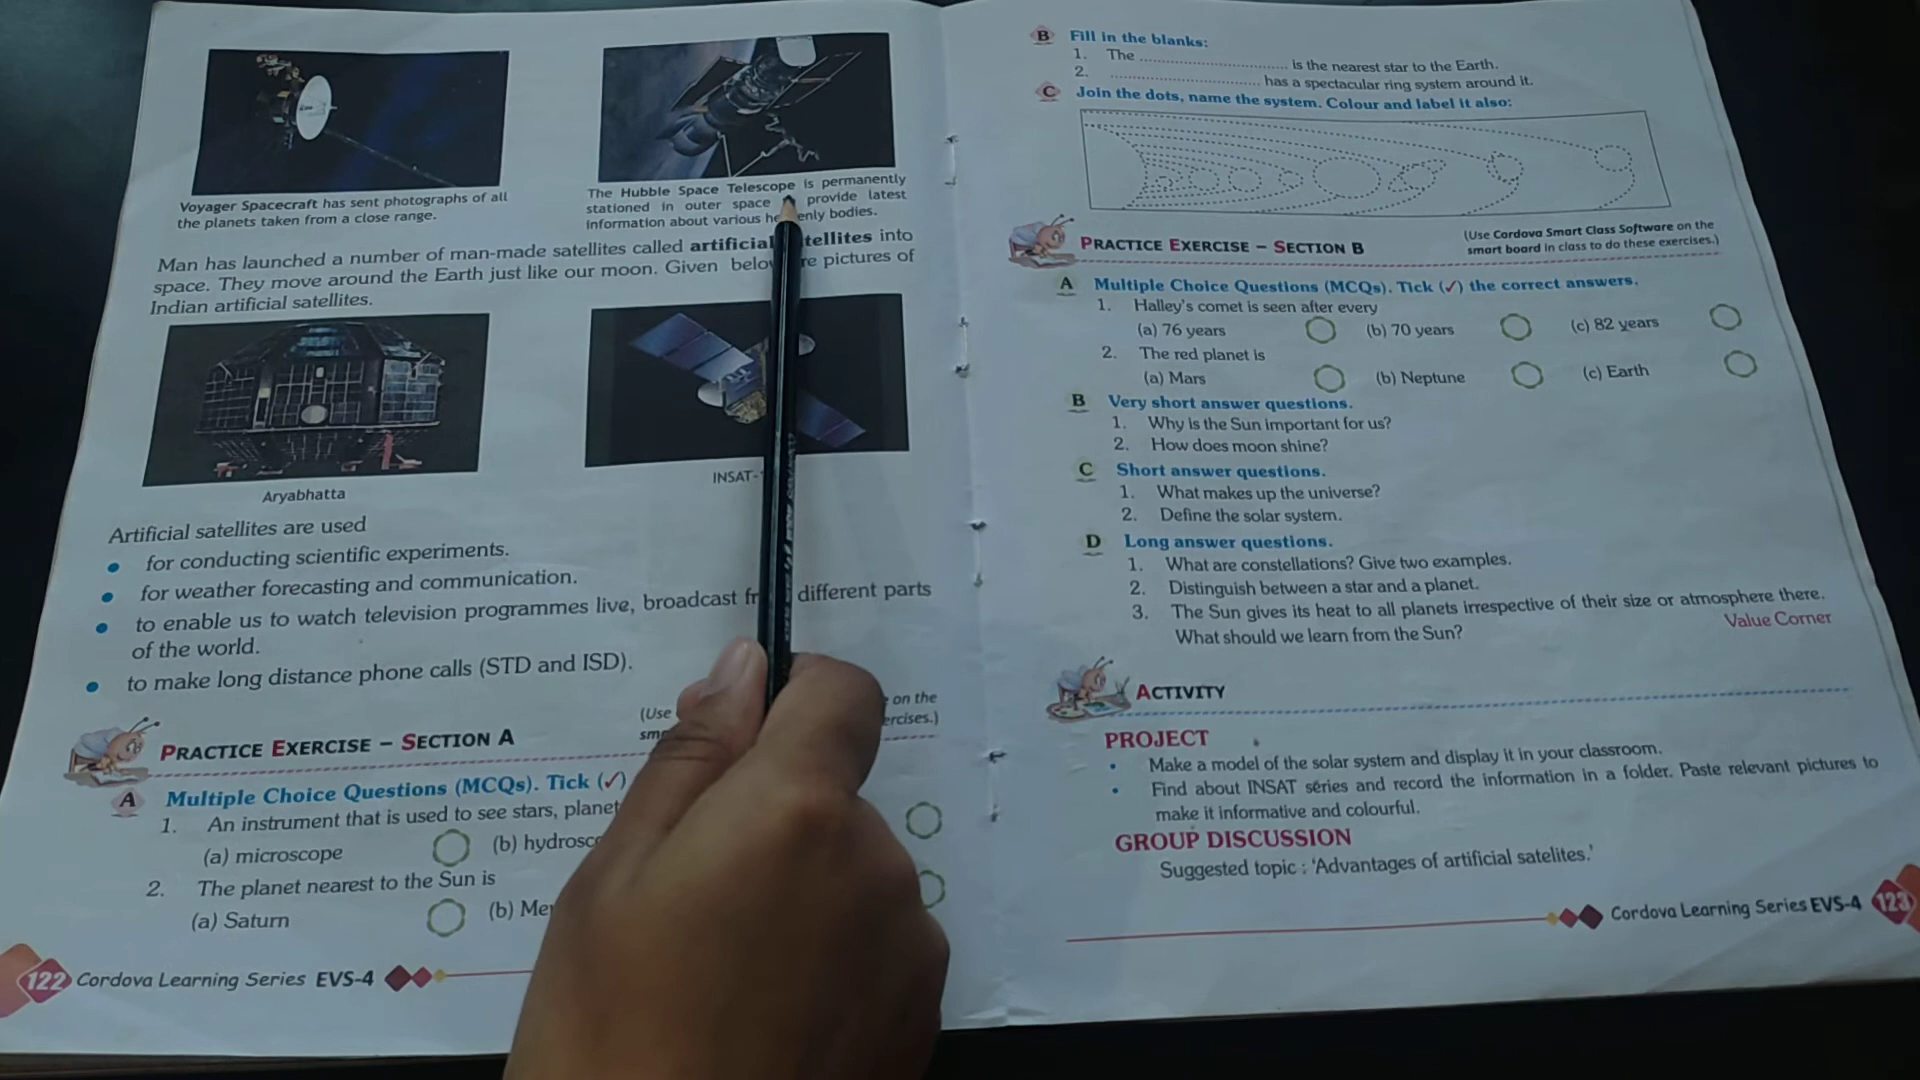 Voyager Spacecraft has sent photographs of all
the planets taken from a close range.
The Hubble Space Telescope is permanently
stationed in outer space provide latest
information about various he enly bodies.
Man has launched a number of man-made satellites called artificial tellites into
space. They move around the Earth just like our moon. Given belo re pictures of
Indian artificial satellites.
Aryabhatta
INSAT-
Artificial satellites are used
• for conducting scientific experiments.
• for weather forecasting and communication.
• to enable us to watch television programmes live, broadcast fr different parts
of the world.
• to make long distance phone calls (STD and ISD).
PRACTICE EXERCISE – SECTION A
(Use on the
sm ercises.)
A Multiple Choice Questions (MCQs). Tick (✓)
1. An instrument that is used to see stars, planet
(a) microscope (b) hydrosc
2. The planet nearest to the Sun is
(a) Saturn (b) Me
122 Cordova Learning Series EVS-4
B Fill in the blanks:
1. The ........................ is the nearest star to the Earth.
2. ........................ has a spectacular ring system around it.
C Join the dots, name the system. Colour and label it also:
PRACTICE EXERCISE – SECTION B
(Use Cordova Smart Class Software on the
smart board in class to do these exercises.)
A Multiple Choice Questions (MCQs). Tick (✓) the correct answers.
1. Halley's comet is seen after every
(a) 76 years (b) 70 years (c) 82 years
2. The red planet is
(a) Mars (b) Neptune (c) Earth
B Very short answer questions.
1. Why is the Sun important for us?
2. How does moon shine?
C Short answer questions.
1. What makes up the universe?
2. Define the solar system.
D Long answer questions.
1. What are constellations? Give two examples.
2. Distinguish between a star and a planet.
3. The Sun gives its heat to all planets irrespective of their size or atmosphere there.
What should we learn from the Sun?
Value Corner
ACTIVITY
PROJECT
• Make a model of the solar system and display it in your classroom.
• Find about INSAT series and record the information in a folder. Paste relevant pictures to
make it informative and colourful.
GROUP DISCUSSION
Suggested topic : 'Advantages of artificial satelites.'
Cordova Learning Series EVS-4 123